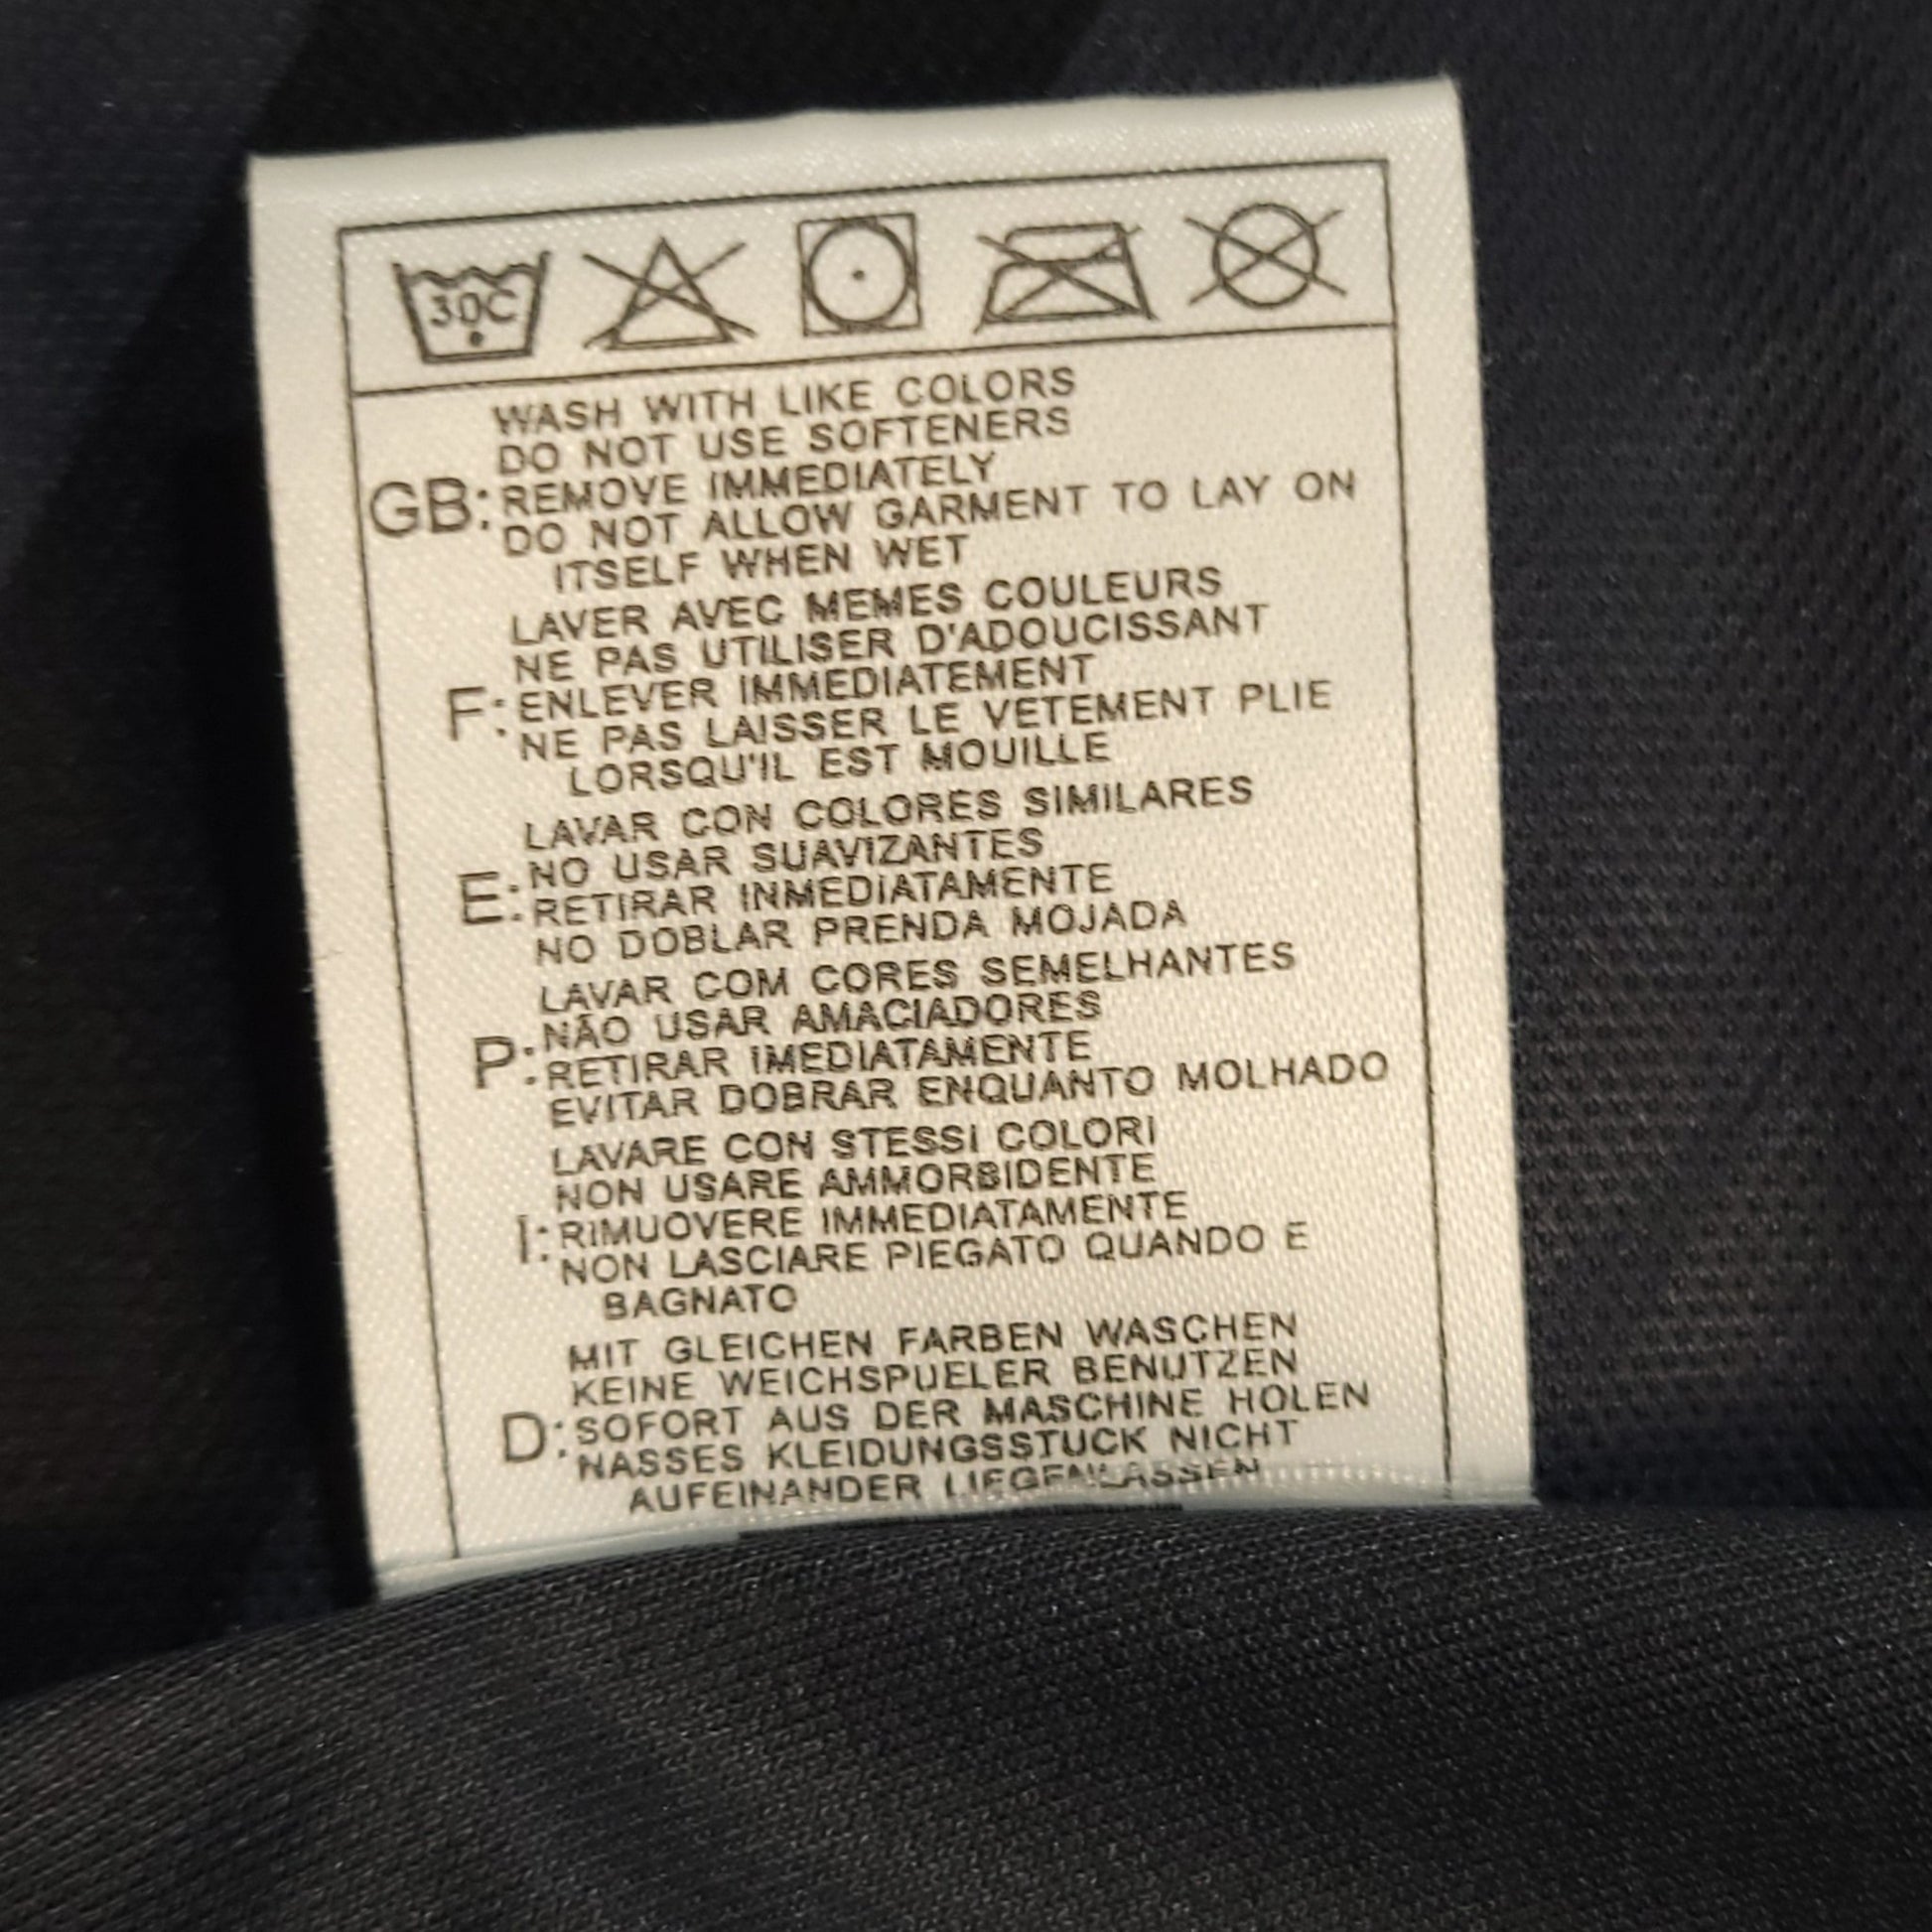 30C
WASH WITH LIKE COLORS
DO NOT USE SOFTENERS
GB: REMOVE IMMEDIATELY
DO NOT ALLOW GARMENT TO LAY ON
ITSELF WHEN WET
LAVER AVEC MEMES COULEURS
NE PAS UTILISER D'ADOUCISSANT
F: ENLEVER IMMEDIATEMENT
NE PAS LAISSER LE VETEMENT PLIE
LORSQU'IL EST MOUILLE
LAVAR CON COLORES SIMILARES
NO USAR SUAVIZANTES
E: RETIRAR INMEDIATAMENTE
NO DOBLAR PRENDA MOJADA
LAVAR COM CORES SEMELHANTES
NÃO USAR AMACIADORES
P: RETIRAR IMEDIATAMENTE
EVITAR DOBRAR ENQUANTO MOLHADO
LAVARE CON STESSI COLORI
NON USARE AMMORBIDENTE
I: RIMUOVERE IMMEDIATAMENTE
NON LASCIARE PIEGATO QUANDO E
BAGNATO
MIT GLEICHEN FARBEN WASCHEN
KEINE WEICHSPUELER BENUTZEN
D: SOFORT AUS DER MASCHINE HOLEN
NASSES KLEIDUNGSSTUCK NICHT
AUFEINANDER LIEGENLASSEN